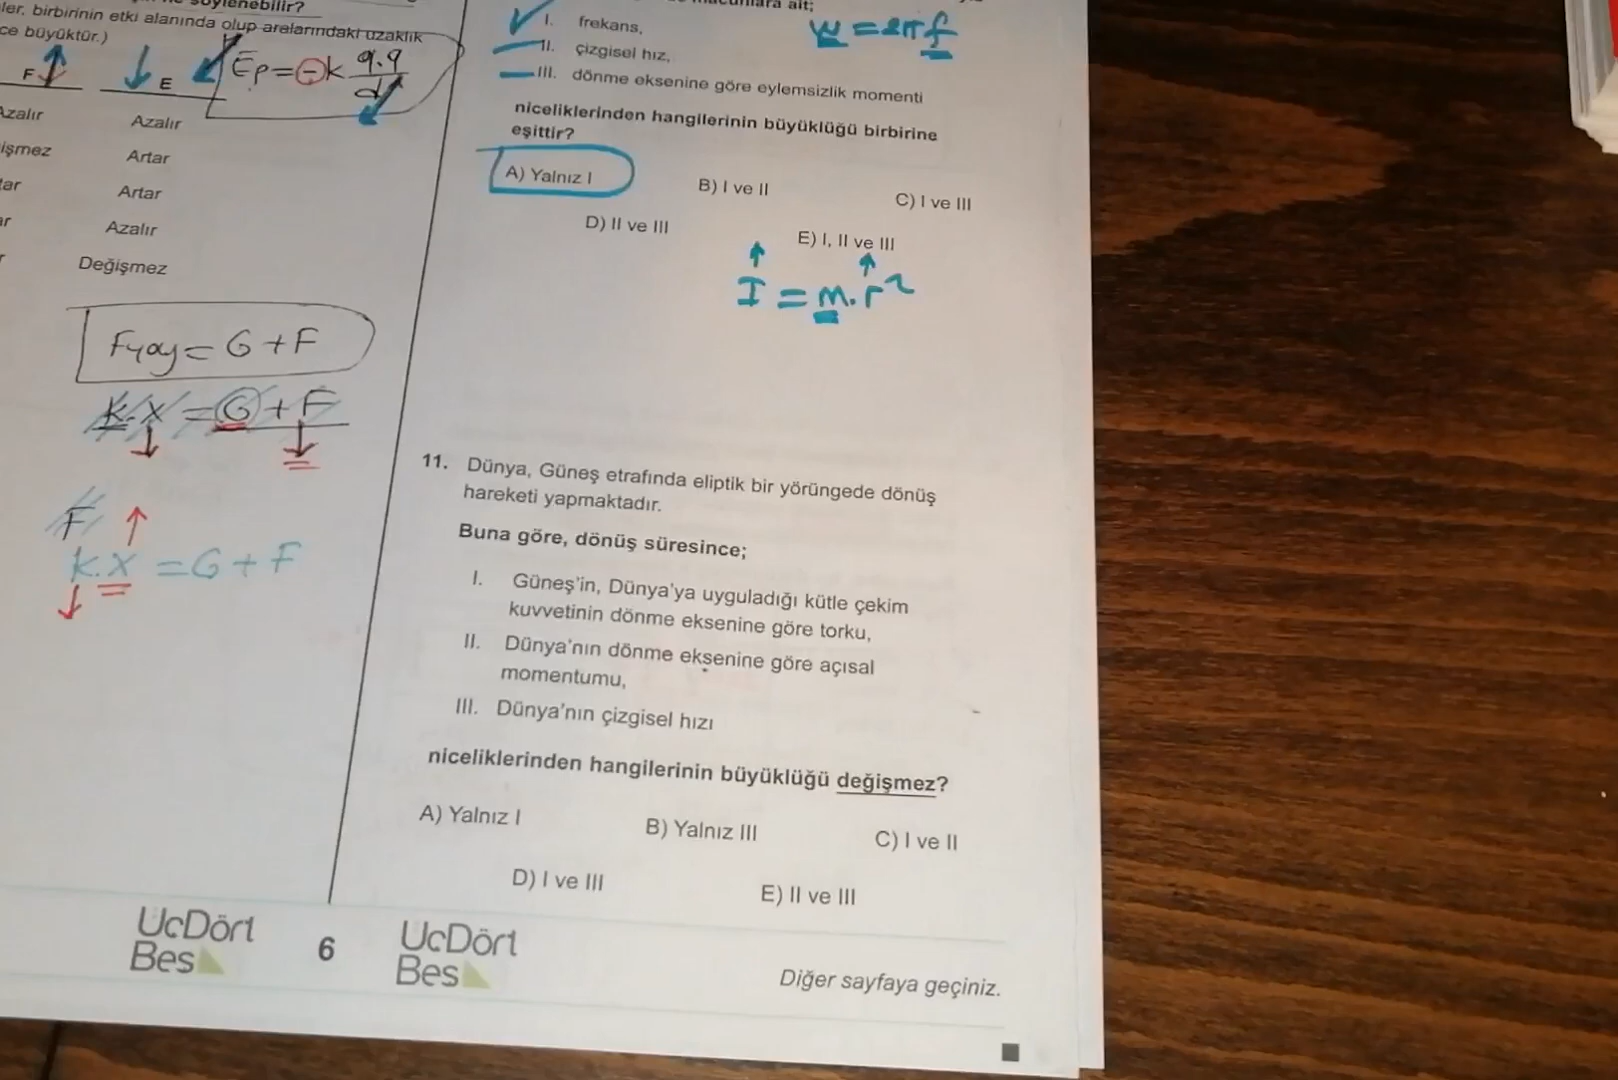 söylenebilir?
ler, birbirinin etki alanında olup aralarındaki uzaklık
ce büyüktür.)
F E
Ep=-k q.q
d
Azalır Azalır
işmez Artar
tar Artar
ar Azalır
r Değişmez
Fyay=G+F
k.x=G+F
F
k.x=G+F
ait;
I. frekans,
w=2πf
II. çizgisel hız,
III. dönme eksenine göre eylemsizlik momenti
niceliklerinden hangilerinin büyüklüğü birbirine
eşittir?
A) Yalnız I B) I ve II C) I ve III
D) II ve III E) I, II ve III
I=m.r²
11. Dünya, Güneş etrafında eliptik bir yörüngede dönüş
hareketi yapmaktadır.
Buna göre, dönüş süresince;
I. Güneş'in, Dünya'ya uyguladığı kütle çekim
kuvvetinin dönme eksenine göre torku,
II. Dünya'nın dönme eksenine göre açısal
momentumu,
III. Dünya'nın çizgisel hızı
niceliklerinden hangilerinin büyüklüğü değişmez?
A) Yalnız I B) Yalnız III C) I ve II
D) I ve III E) II ve III
UcDört
Bes
6
UcDört
Bes
Diğer sayfaya geçiniz.